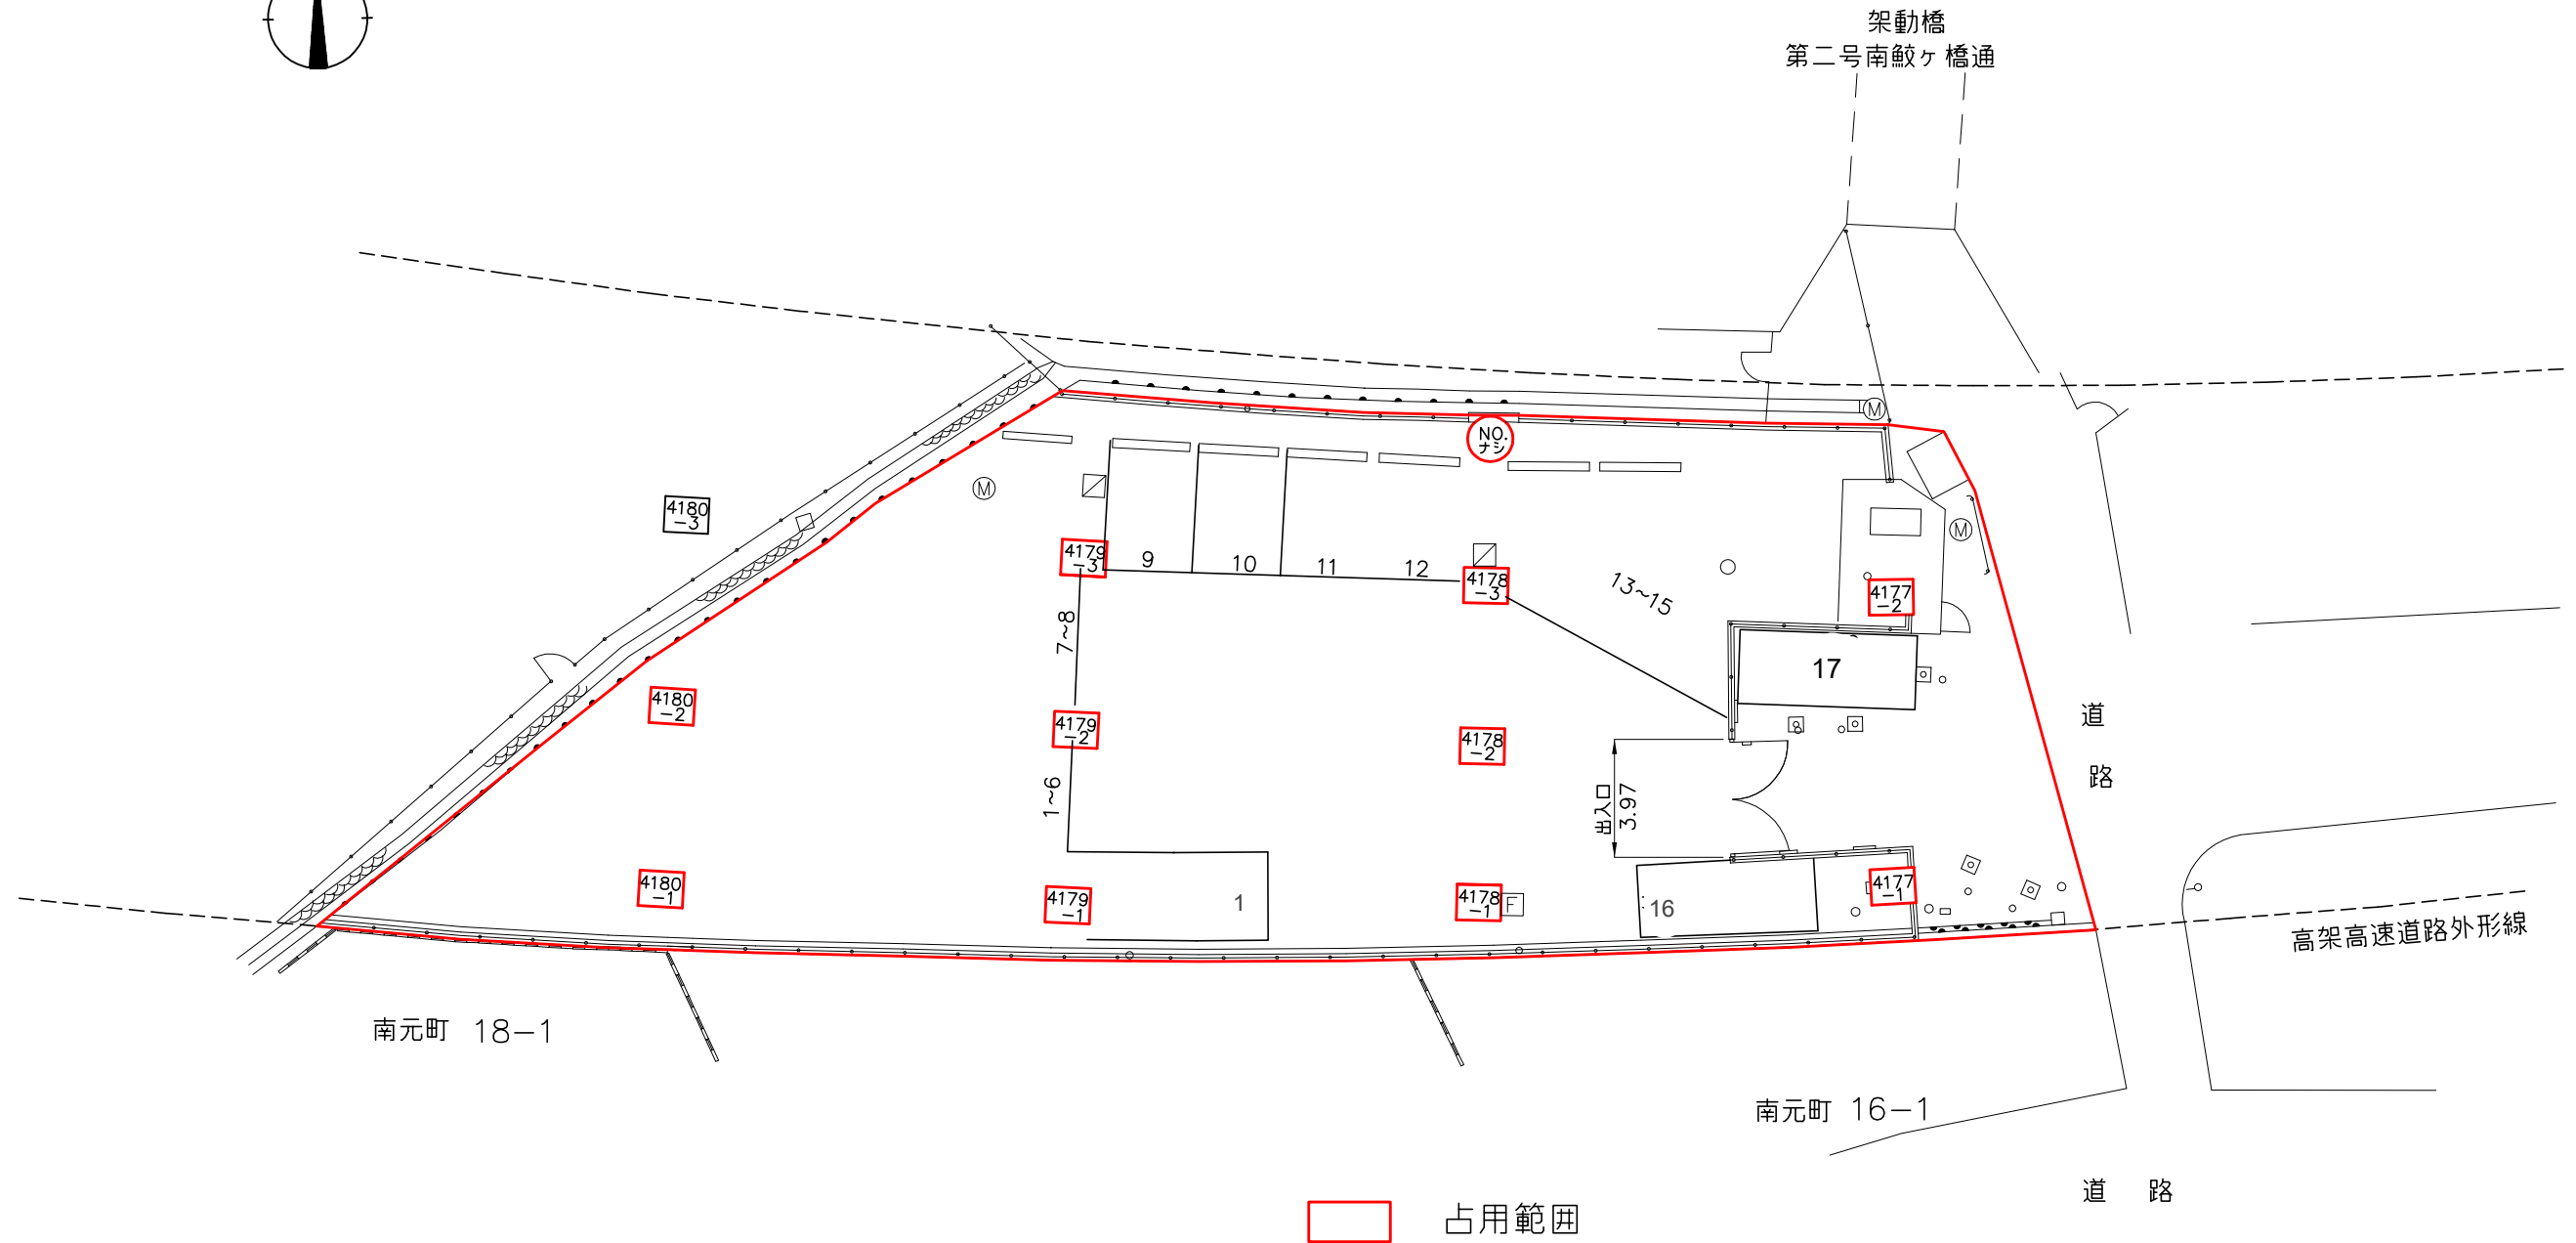 架動橋
第二号南鮫ヶ橋通
M
NO.
ナシ
M
4180
-3
M
4179
-3
9
10
11
12
4178
-3
13~15
4177
-2
7~8
17
4180
-2
4179
-2
4178
-2
道
路
1~6
出入口
3.97
4180
-1
4179
-1
1
4178
-1
F
16
4177
-1
高架高速道路外形線
南元町 18-1
南元町 16-1
道 路
占用範囲